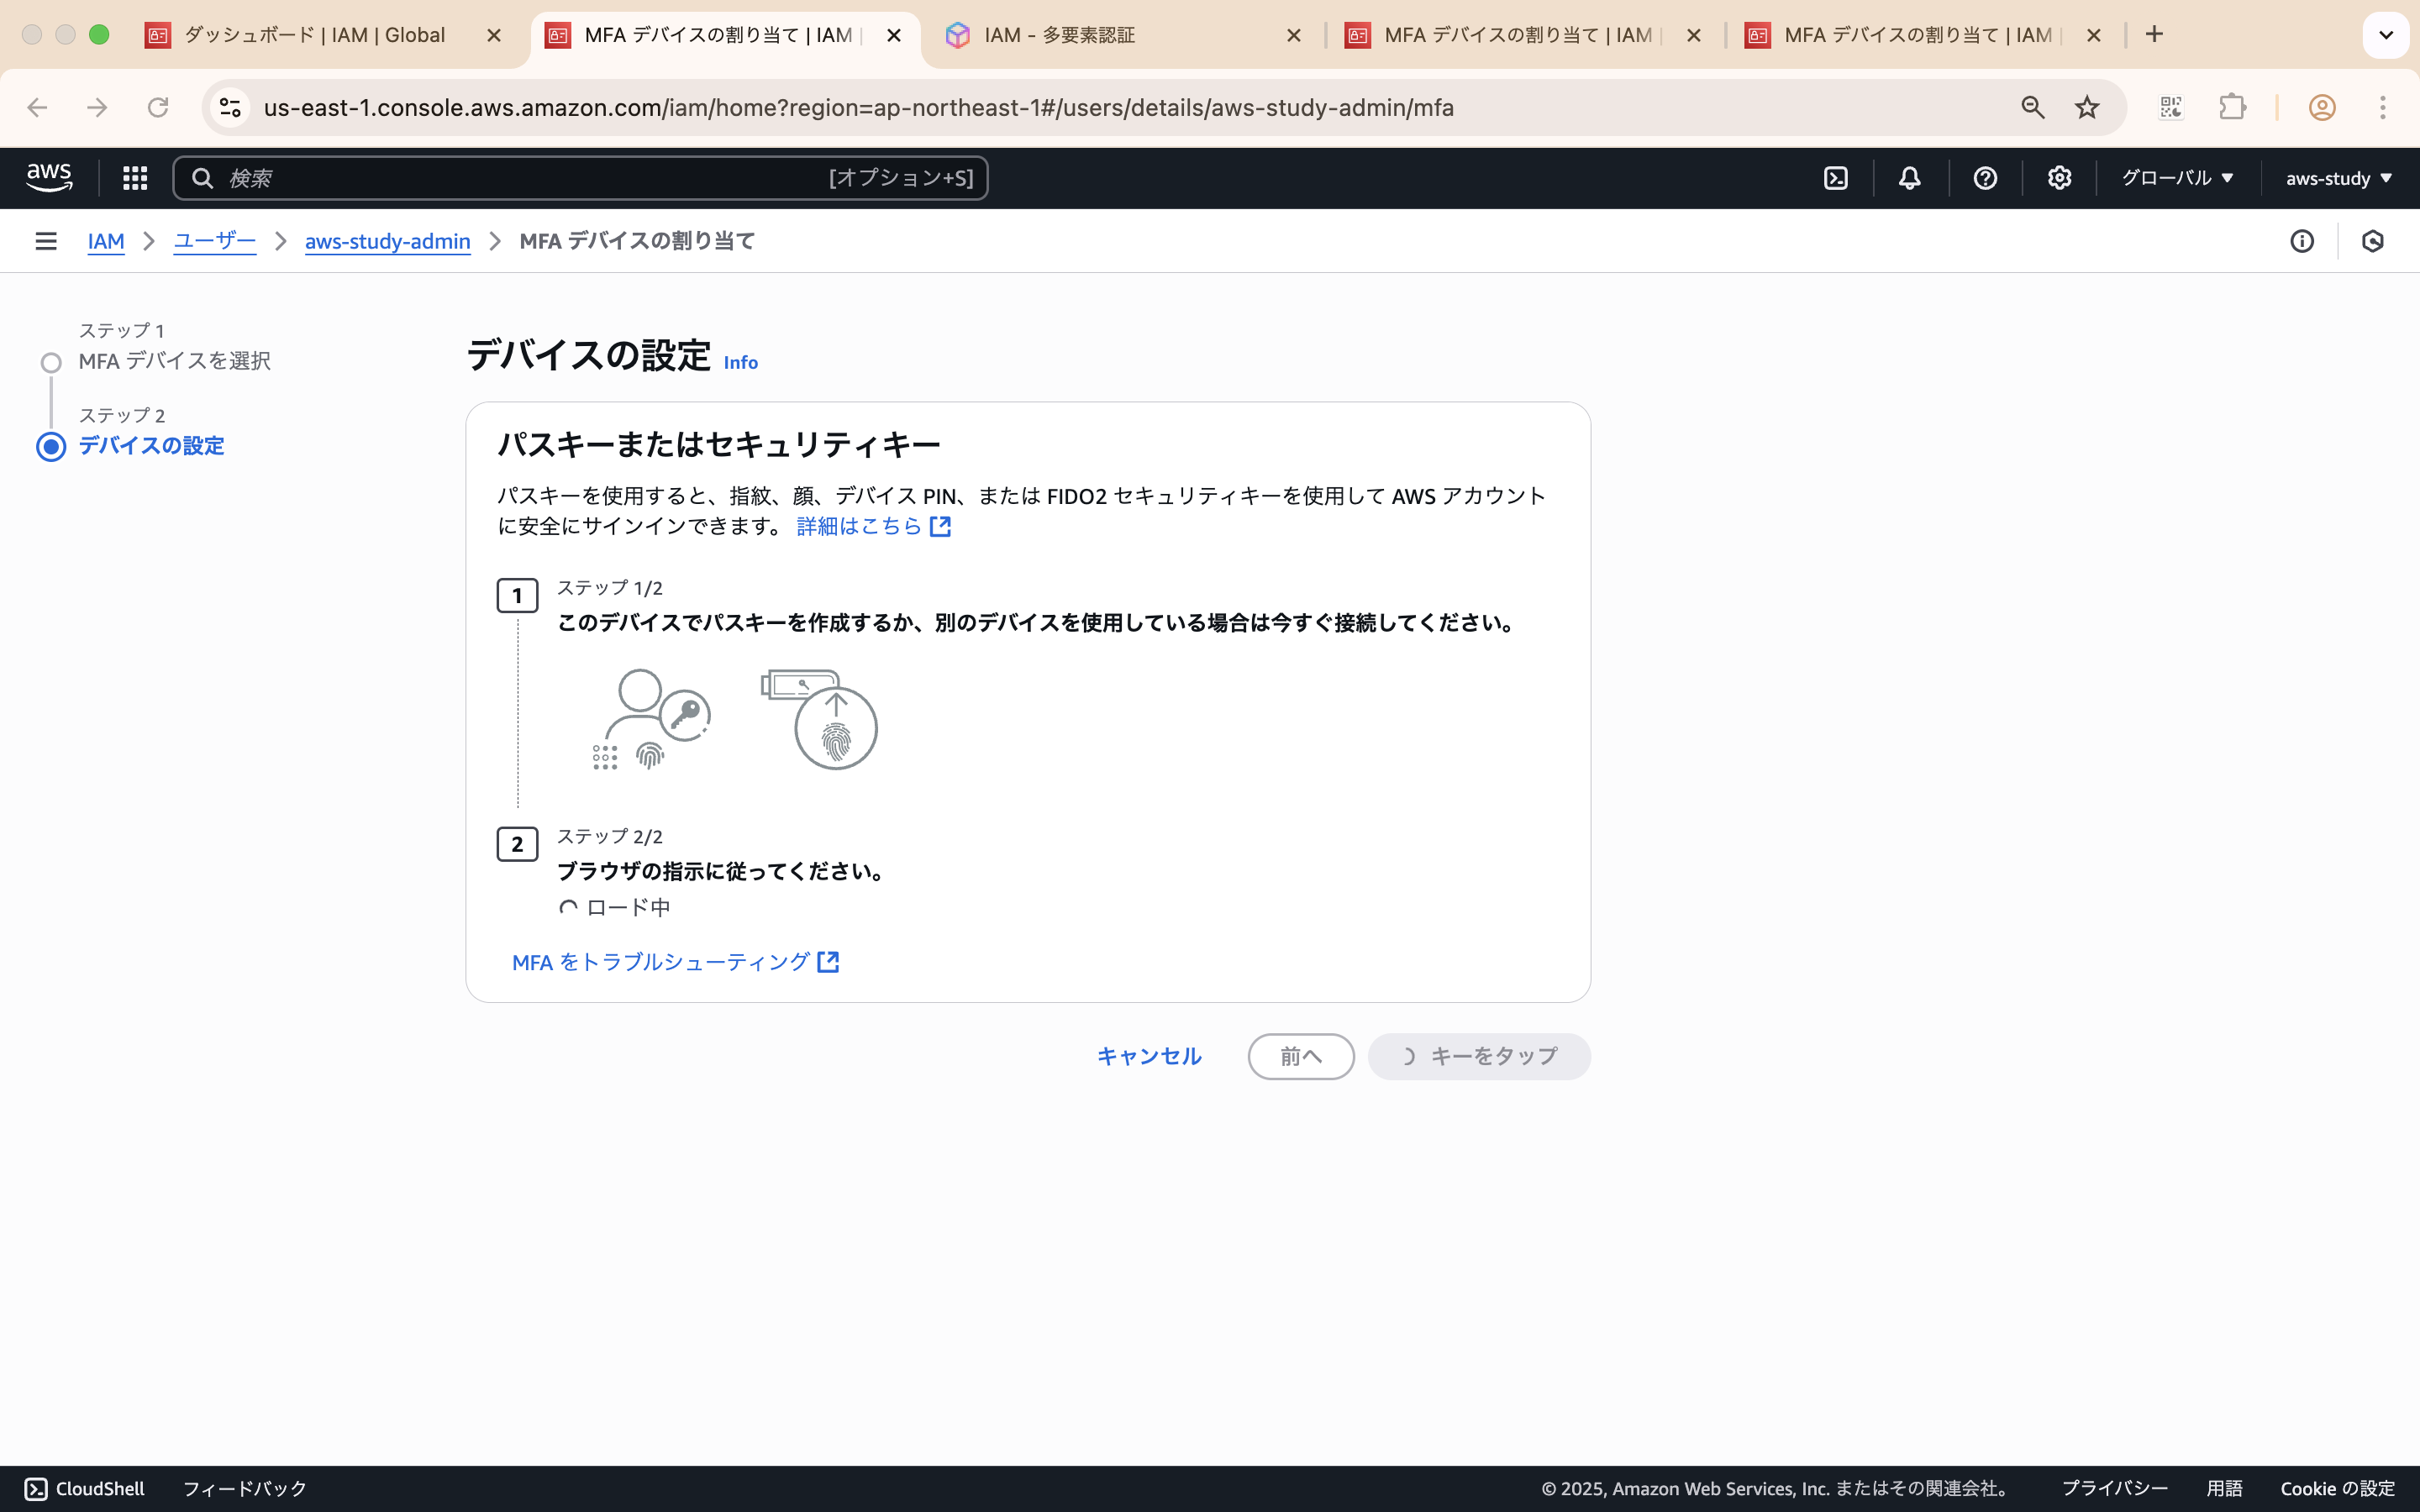 ダッシュボード | IAM | Global
MFA デバイスの割り当て | IAM |
IAM - 多要素認証
MFA デバイスの割り当て | IAM |
MFA デバイスの割り当て | IAM |
us-east-1.console.aws.amazon.com/iam/home?region=ap-northeast-1#/users/details/aws-study-admin/mfa
aws
検索
[オプション+S]
グローバル
aws-study
IAM
ユーザー
aws-study-admin
MFA デバイスの割り当て
ステップ 1
MFA デバイスを選択
ステップ 2
デバイスの設定
デバイスの設定 Info
パスキーまたはセキュリティキー
パスキーを使用すると、指紋、顔、デバイス PIN、または FIDO2 セキュリティキーを使用して AWS アカウント
に安全にサインインできます。 詳細はこちら
1
ステップ 1/2
このデバイスでパスキーを作成するか、別のデバイスを使用している場合は今すぐ接続してください。
2
ステップ 2/2
ブラウザの指示に従ってください。
ロード中
MFA をトラブルシューティング
キャンセル
前へ
キーをタップ
CloudShell
フィードバック
© 2025, Amazon Web Services, Inc. またはその関連会社。
プライバシー
用語
Cookie の設定